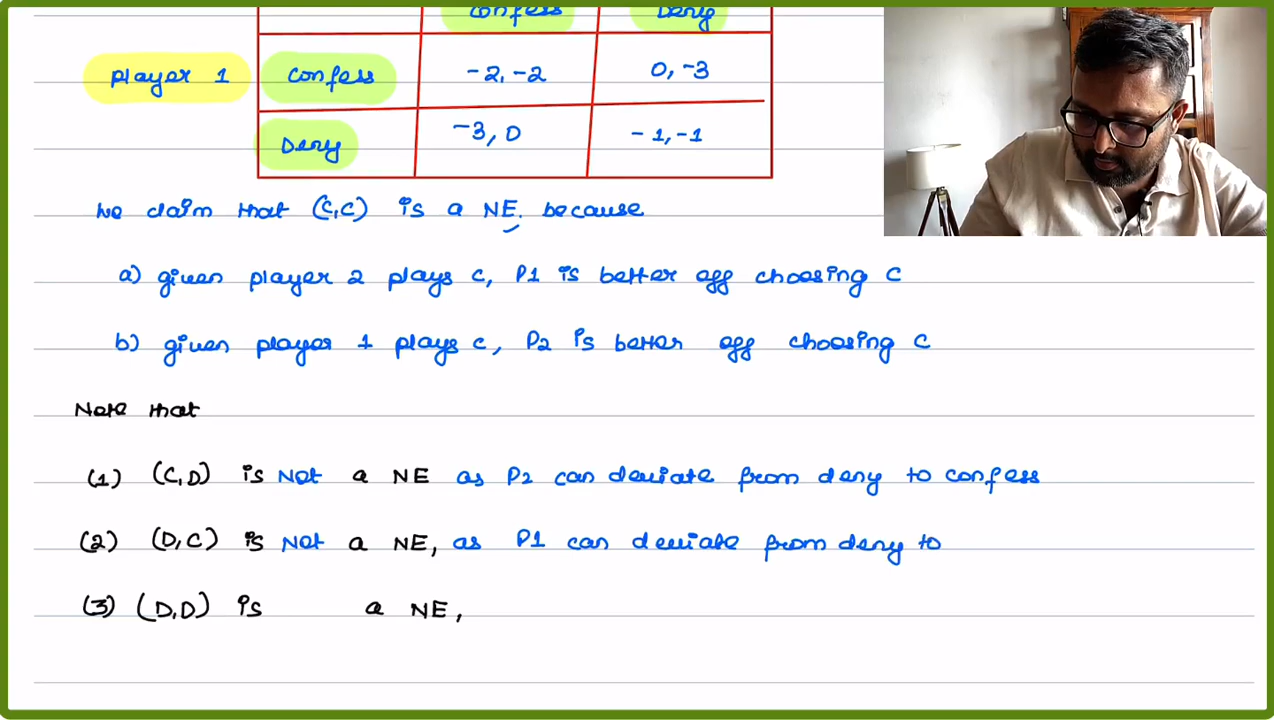 Confess Deny
Player 1 Confess -2, -2 0, -3
Deny -3, 0 -1, -1
We claim that (C,C) is a NE. because
a) given player 2 plays C, P1 is better off choosing C
b) given player 1 plays C, P2 is better off choosing C
Note that
(1) (C,D) is Not a NE as P2 can deviate from deny to confess
(2) (D,C) is Not a NE, as P1 can deviate from deny to
(3) (D,D) is a NE,